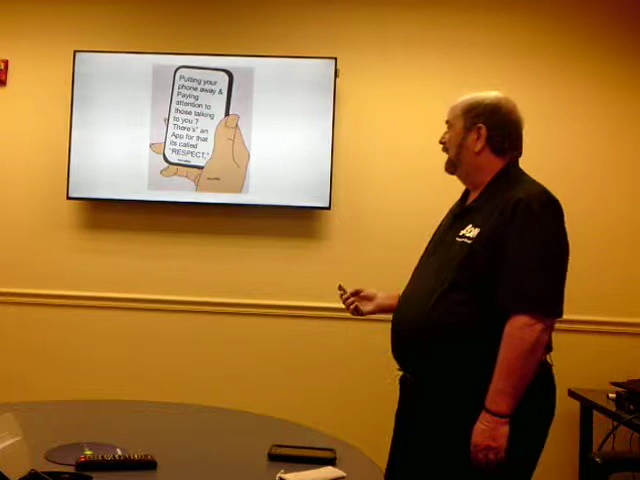 Putting your
phone away &
Paying
attention to
those talking
to you?
There's" an
App for that
its called
"RESPECT."